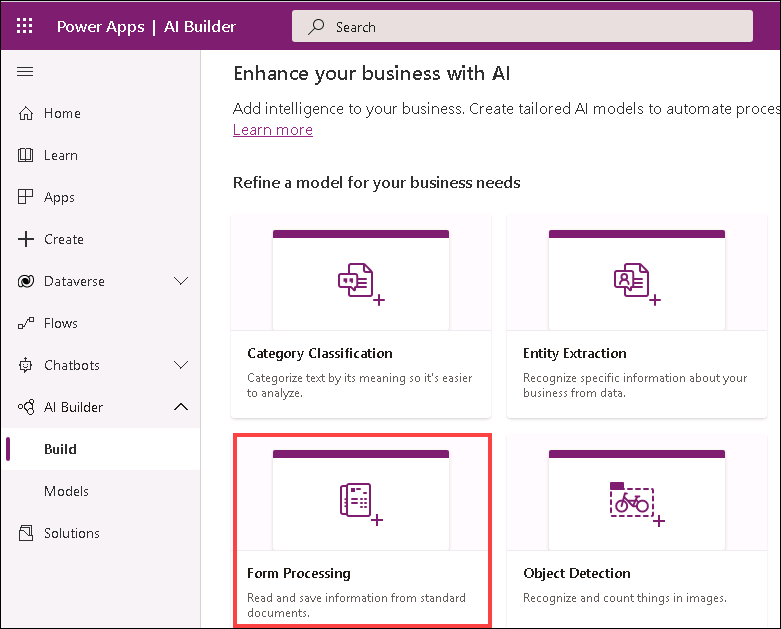 Power Apps | AI Builder
Search
Home
Learn
Apps
Create
Dataverse
Flows
Chatbots
AI Builder
Build
Models
Solutions
Enhance your business with AI
Add intelligence to your business. Create tailored AI models to automate proces
Learn more
Refine a model for your business needs
Category Classification
Categorize text by its meaning so it's easier
to analyze.
Entity Extraction
Recognize specific information about your
business from data.
Form Processing
Read and save information from standard
documents.
Object Detection
Recognize and count things in images.